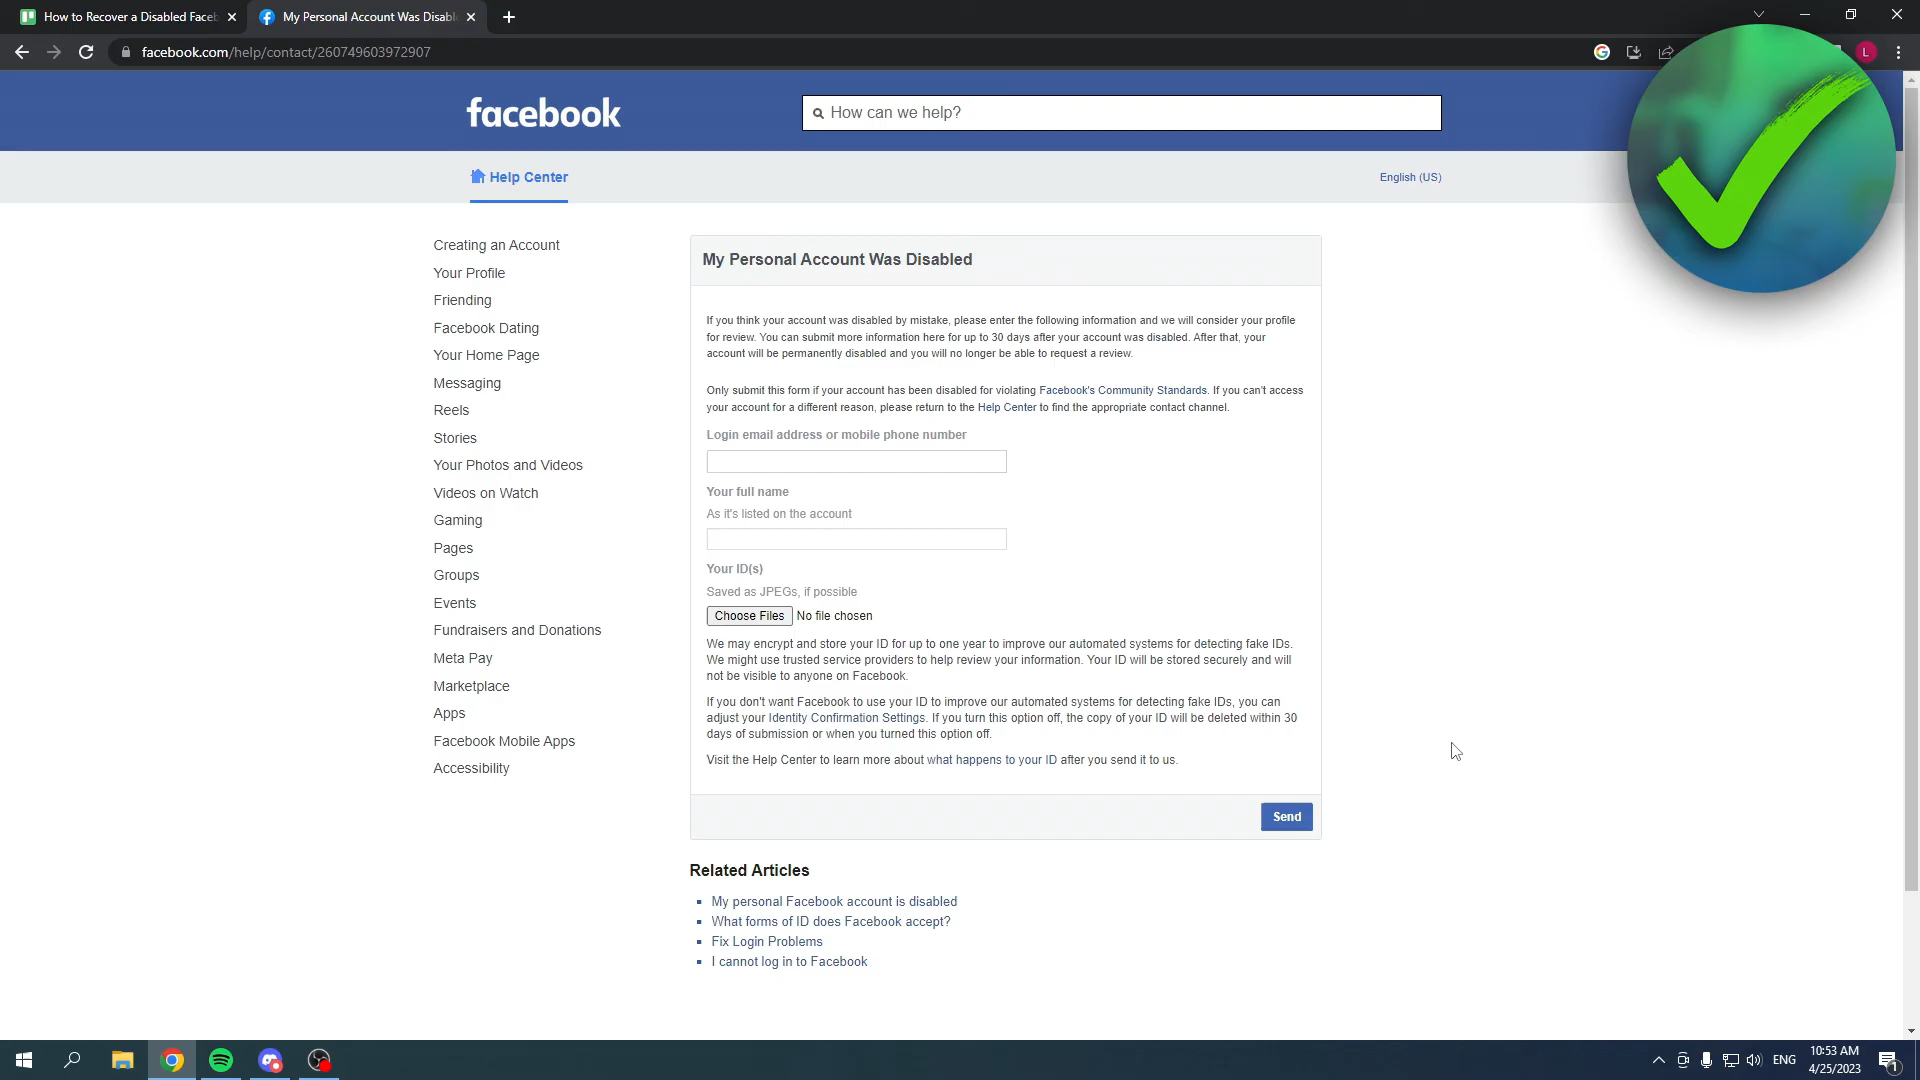 How to Recover a Disabled Faceb
My Personal Account Was Disabl
facebook.com/help/contact/260749603972907
L
facebook
How can we help?
Help Center
English (US)
Creating an Account
Your Profile
Friending
Facebook Dating
Your Home Page
Messaging
Reels
Stories
Your Photos and Videos
Videos on Watch
Gaming
Pages
Groups
Events
Fundraisers and Donations
Meta Pay
Marketplace
Apps
Facebook Mobile Apps
Accessibility
My Personal Account Was Disabled
If you think your account was disabled by mistake, please enter the following information and we will consider your profile
for review. You can submit more information here for up to 30 days after your account was disabled. After that, your
account will be permanently disabled and you will no longer be able to request a review.
Only submit this form if your account has been disabled for violating Facebook's Community Standards. If you can't access
your account for a different reason, please return to the Help Center to find the appropriate contact channel.
Login email address or mobile phone number
Your full name
As it's listed on the account
Your ID(s)
Saved as JPEGs, if possible
Choose Files No file chosen
We may encrypt and store your ID for up to one year to improve our automated systems for detecting fake IDs.
We might use trusted service providers to help review your information. Your ID will be stored securely and will
not be visible to anyone on Facebook.
If you don't want Facebook to use your ID to improve our automated systems for detecting fake IDs, you can
adjust your Identity Confirmation Settings. If you turn this option off, the copy of your ID will be deleted within 30
days of submission or when you turned this option off.
Visit the Help Center to learn more about what happens to your ID after you send it to us.
Send
Related Articles
My personal Facebook account is disabled
What forms of ID does Facebook accept?
Fix Login Problems
I cannot log in to Facebook
ENG
10:53 AM
4/25/2023
1